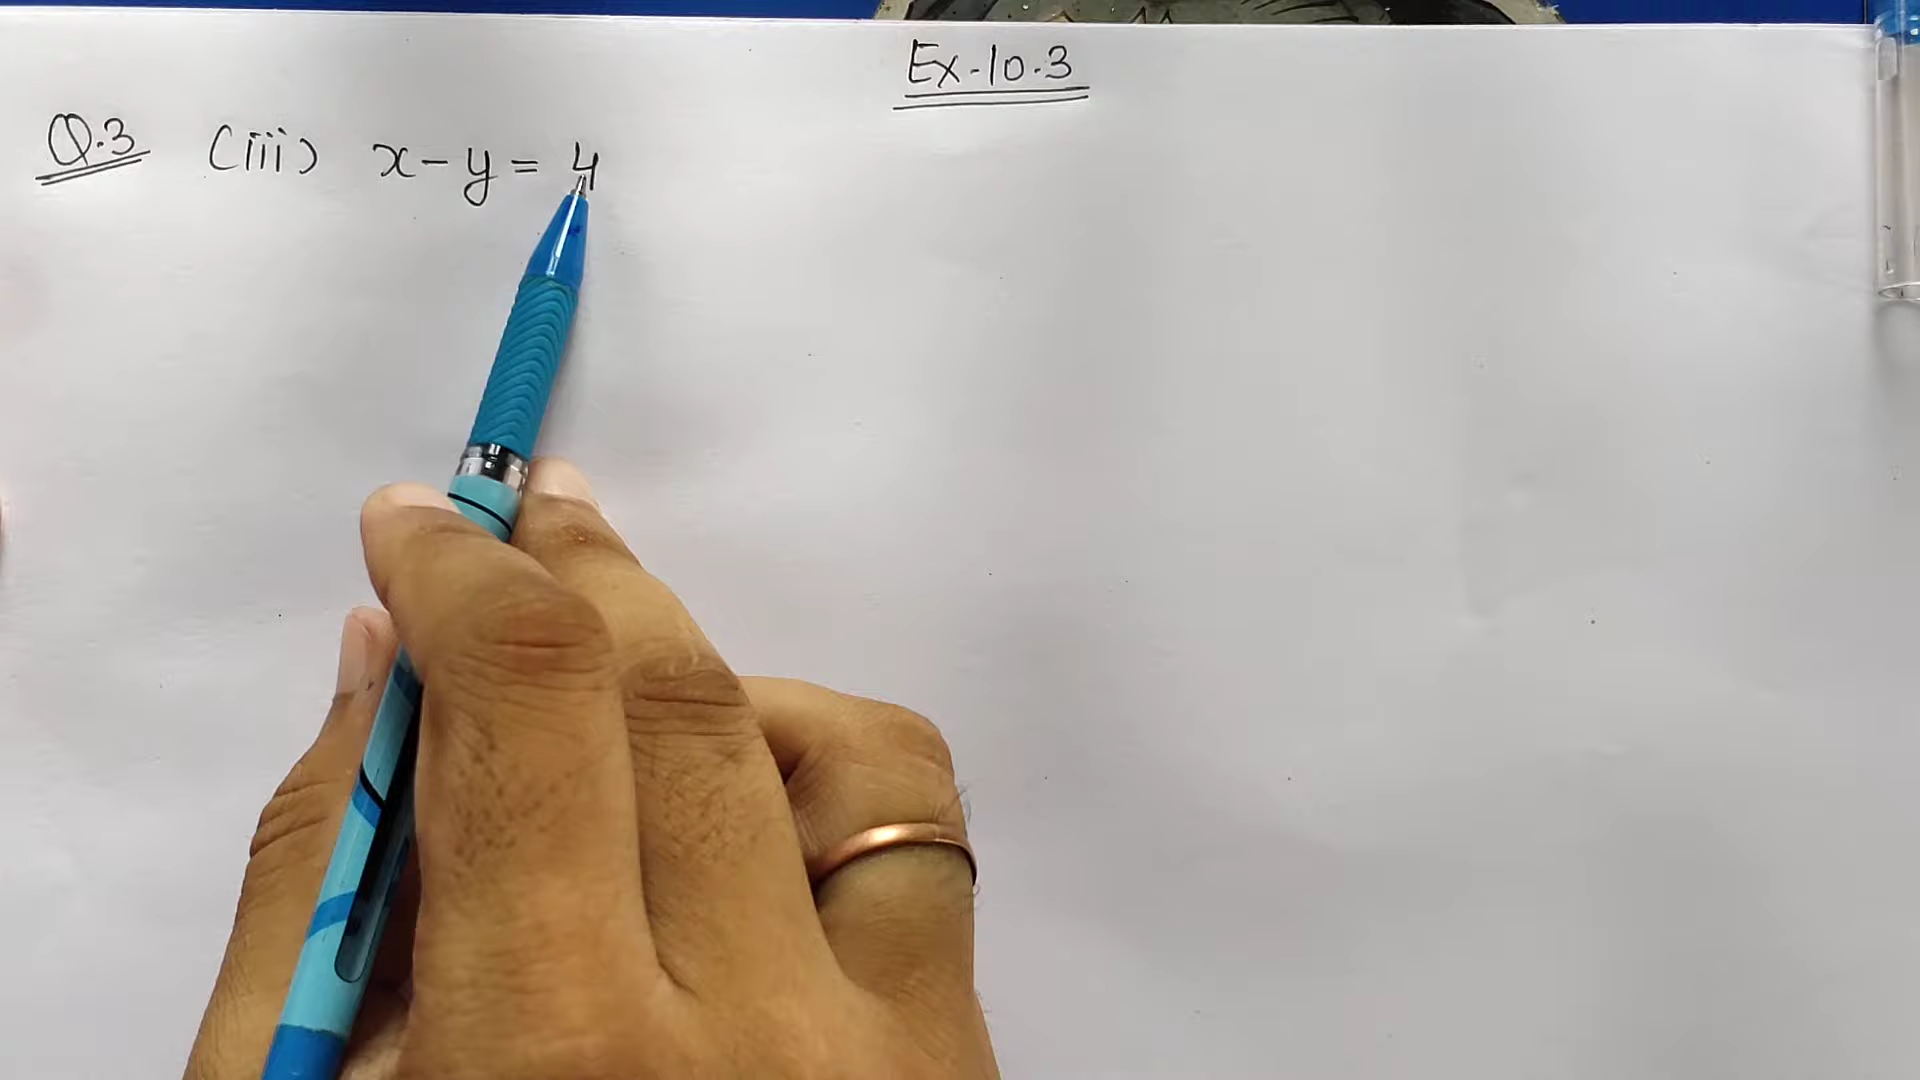 Ex-10.3
Q.3 (iii) x-y = 4